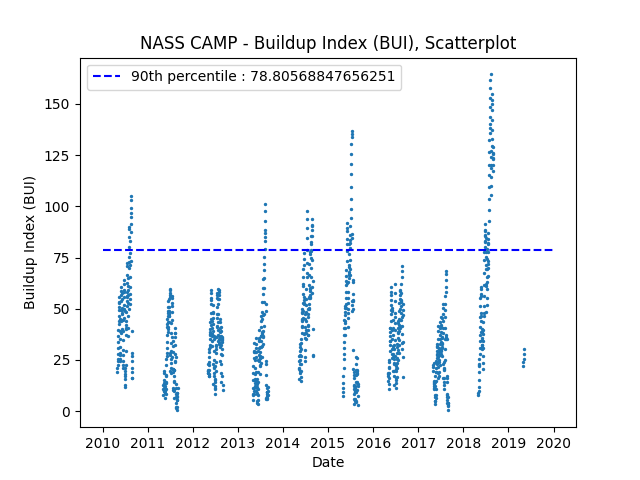 NASS CAMP - Buildup Index (BUI), Scatterplot
90th percentile : 78.80568847656251
150
125
100
75
50
25
0
Buildup Index (BUI)
2010 2011 2012 2013 2014 2015 2016 2017 2018 2019 2020
Date